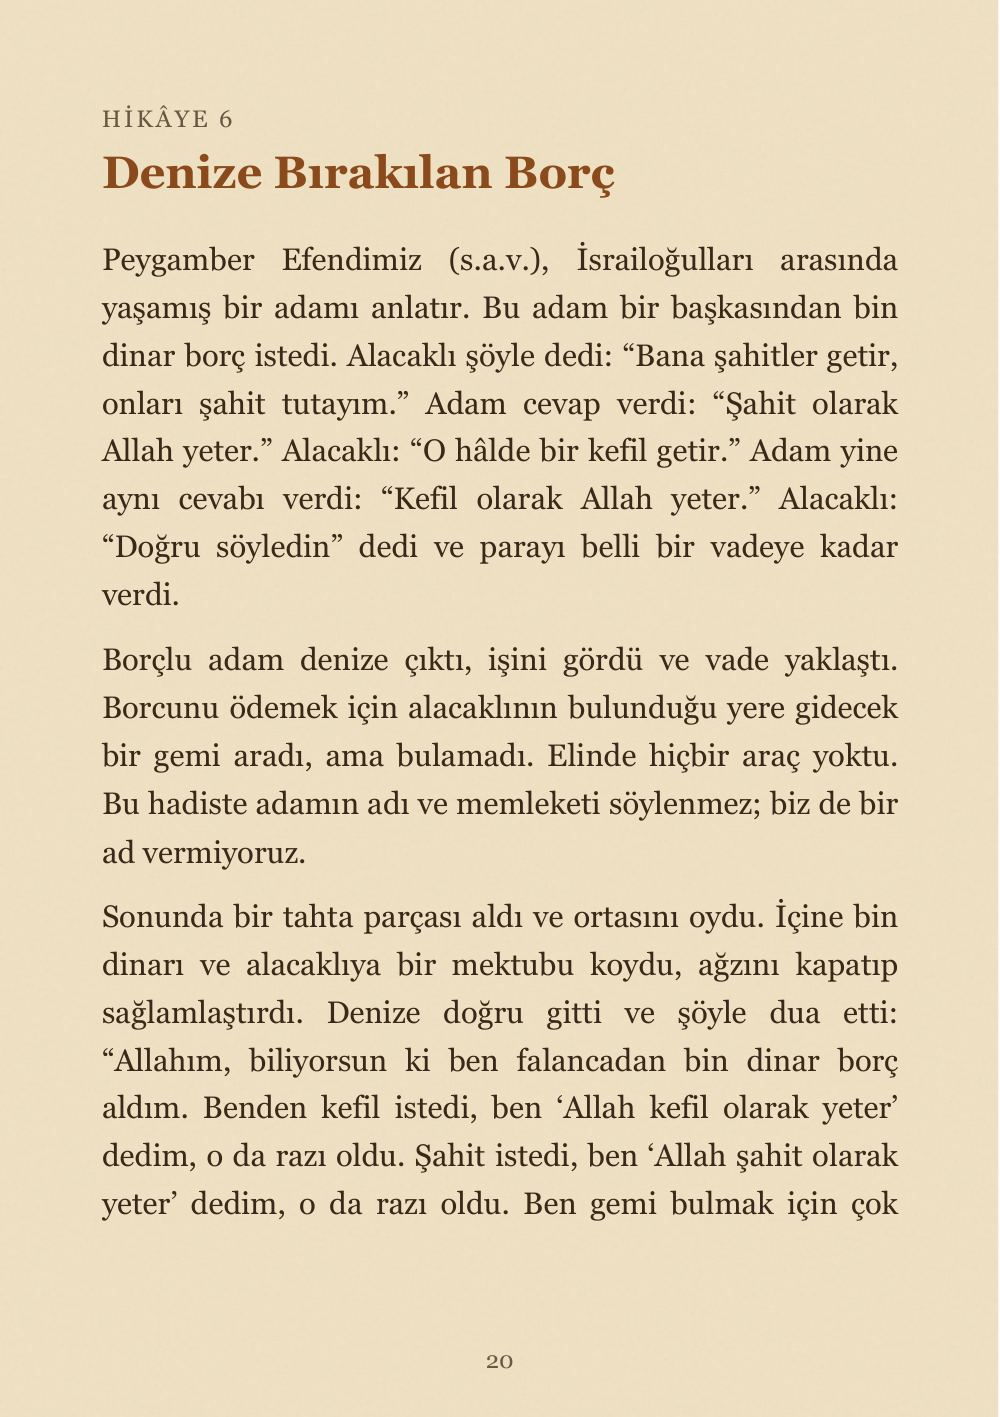 HİKÂYE 6
Denize Bırakılan Borç
Peygamber Efendimiz (s.a.v.), İsrailoğulları arasında
yaşamış bir adamı anlatır. Bu adam bir başkasından bin
dinar borç istedi. Alacaklı şöyle dedi: “Bana şahitler getir,
onları şahit tutayım.” Adam cevap verdi: “Şahit olarak
Allah yeter.” Alacaklı: “O hâlde bir kefil getir.” Adam yine
aynı cevabı verdi: “Kefil olarak Allah yeter.” Alacaklı:
“Doğru söyledin” dedi ve parayı belli bir vadeye kadar
verdi.
Borçlu adam denize çıktı, işini gördü ve vade yaklaştı.
Borcunu ödemek için alacaklının bulunduğu yere gidecek
bir gemi aradı, ama bulamadı. Elinde hiçbir araç yoktu.
Bu hadiste adamın adı ve memleketi söylenmez; biz de bir
ad vermiyoruz.
Sonunda bir tahta parçası aldı ve ortasını oydu. İçine bin
dinarı ve alacaklıya bir mektubu koydu, ağzını kapatıp
sağlamlaştırdı. Denize doğru gitti ve şöyle dua etti:
“Allahım, biliyorsun ki ben falancadan bin dinar borç
aldım. Benden kefil istedi, ben ‘Allah kefil olarak yeter’
dedim, o da razı oldu. Şahit istedi, ben ‘Allah şahit olarak
yeter’ dedim, o da razı oldu. Ben gemi bulmak için çok
20